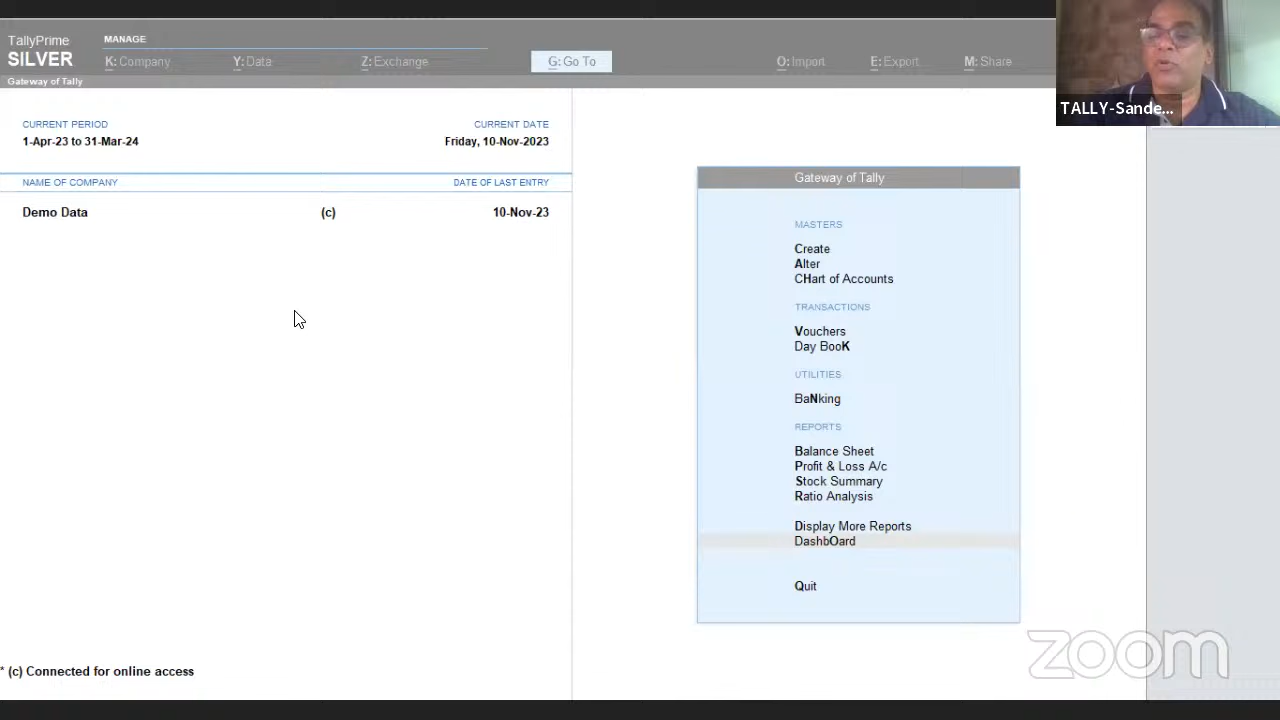 TallyPrime
SILVER
MANAGE
K: Company
Y: Data
Z: Exchange
G: Go To
O: Import
E: Export
M: Share
Gateway of Tally
TALLY-Sande...
CURRENT PERIOD
CURRENT DATE
1-Apr-23 to 31-Mar-24
Friday, 10-Nov-2023
NAME OF COMPANY
DATE OF LAST ENTRY
Demo Data
(c)
10-Nov-23
Gateway of Tally
MASTERS
Create
Alter
CHart of Accounts
TRANSACTIONS
Vouchers
Day BooK
UTILITIES
BaNking
REPORTS
Balance Sheet
Profit & Loss A/c
Stock Summary
Ratio Analysis
Display More Reports
DashbOard
Quit
* (c) Connected for online access
zoom